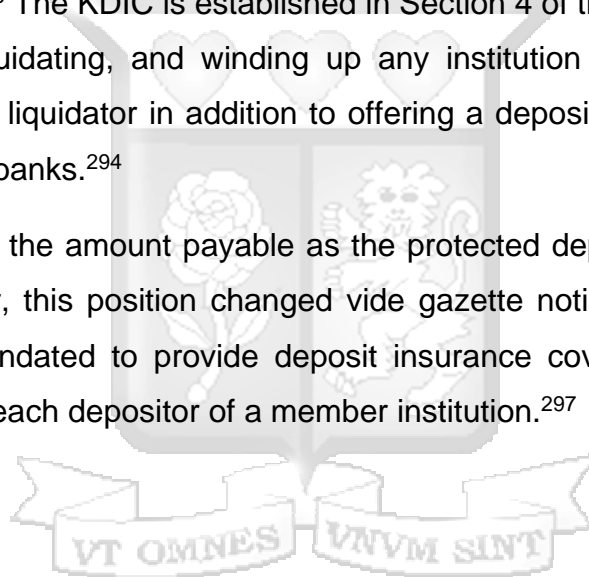 The KDIC is established in Section 4 of t
uidating, and winding up any institution
liquidator in addition to offering a deposi
banks.294
the amount payable as the protected de
, this position changed vide gazette noti
ndated to provide deposit insurance cov
each depositor of a member institution.297
VT OMNES VNVM SINT